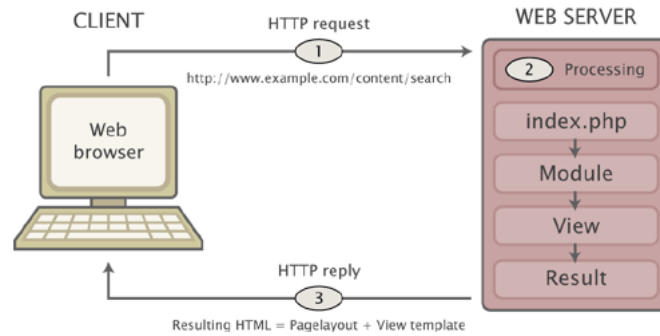 CLIENT
HTTP request
WEB SERVER
1
http://www.example.com/content/search
2 Processing
Web
browser
index.php
Module
View
Result
HTTP reply
3
Resulting HTML = Pagelayout + View template